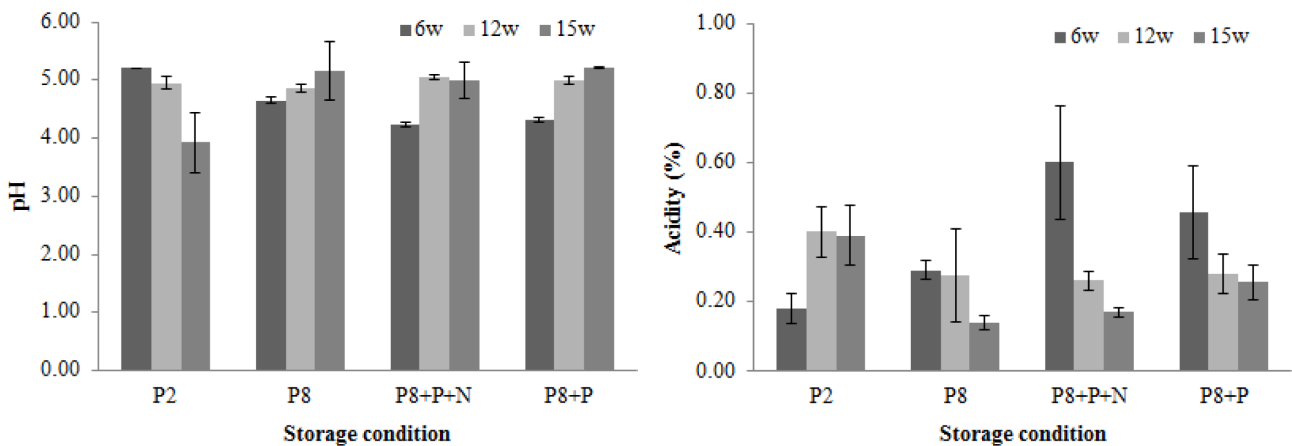 6.00
5.00
4.00
3.00
2.00
1.00
0.00
pH
6w 12w 15w
P2 P8 P8+P+N P8+P
Storage condition
1.00
0.80
0.60
0.40
0.20
0.00
Acidity (%)
6w 12w 15w
P2 P8 P8+P+N P8+P
Storage condition